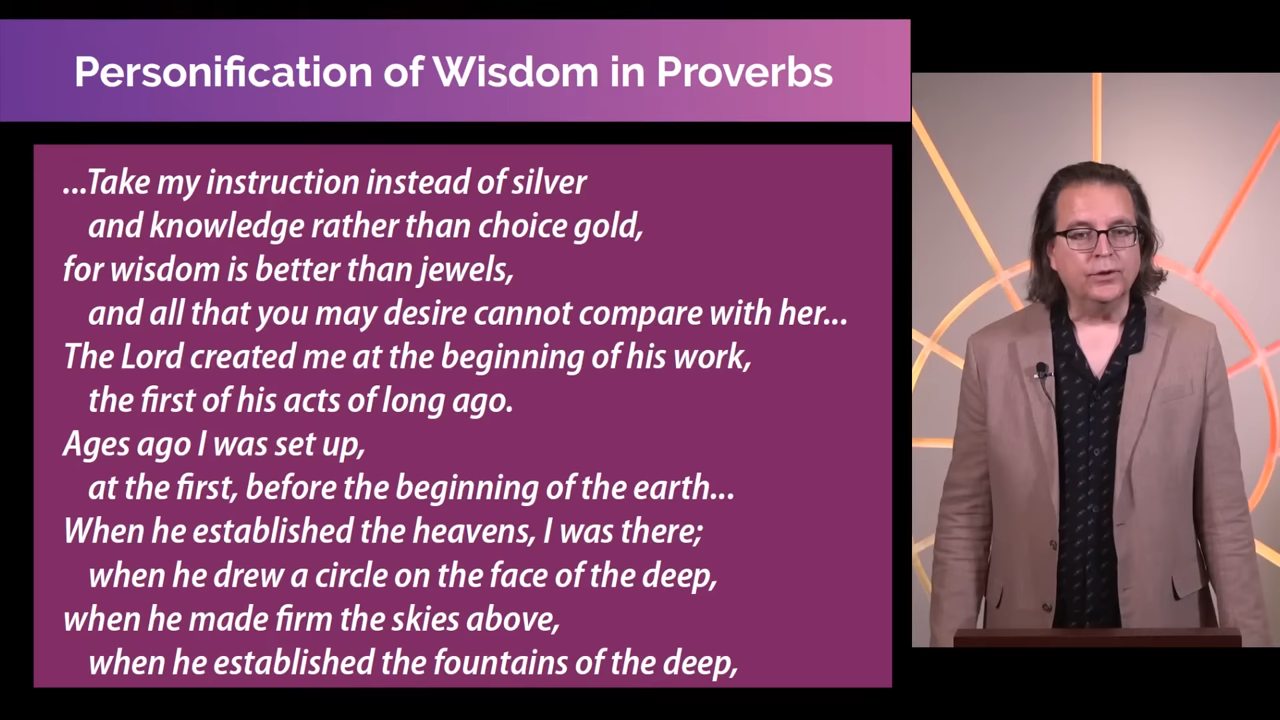 Personification of Wisdom in Proverbs
...Take my instruction instead of silver
and knowledge rather than choice gold,
for wisdom is better than jewels,
and all that you may desire cannot compare with her...
The Lord created me at the beginning of his work,
the first of his acts of long ago.
Ages ago I was set up,
at the first, before the beginning of the earth...
When he established the heavens, I was there;
when he drew a circle on the face of the deep,
when he made firm the skies above,
when he established the fountains of the deep,